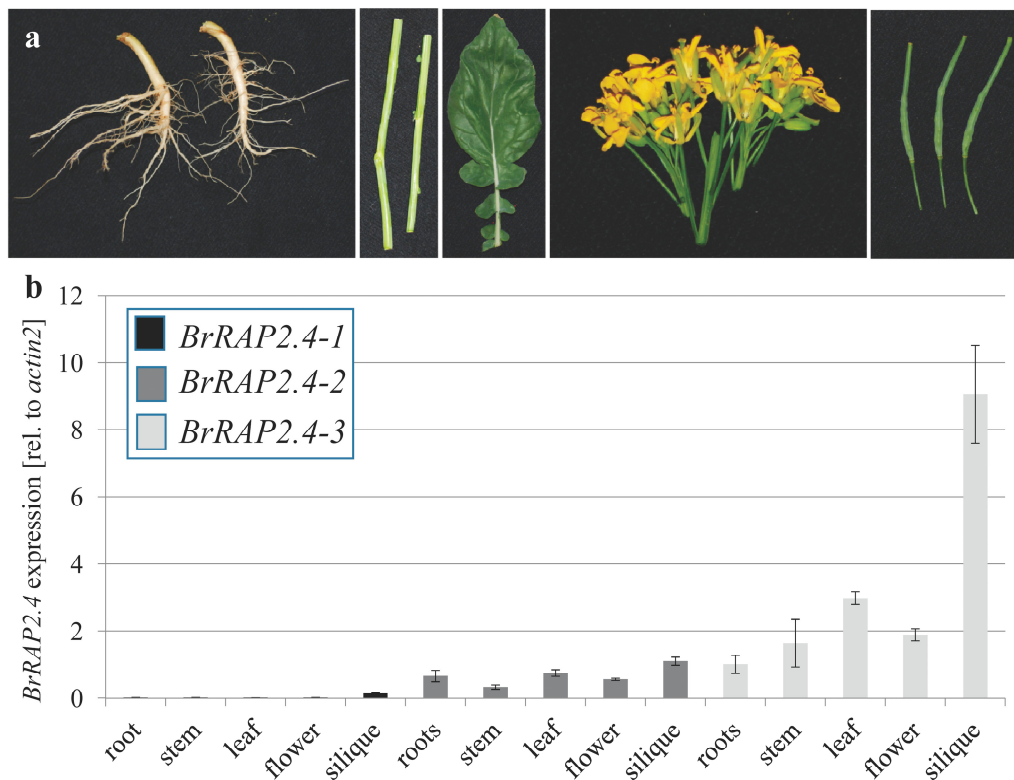 a
b
BrRAP2.4 expression [rel. to actin2]
12
10
8
6
4
2
0
BrRAP2.4-1
BrRAP2.4-2
BrRAP2.4-3
root
stem
leaf
flower
silique
roots
stem
leaf
flower
silique
roots
stem
leaf
flower
silique